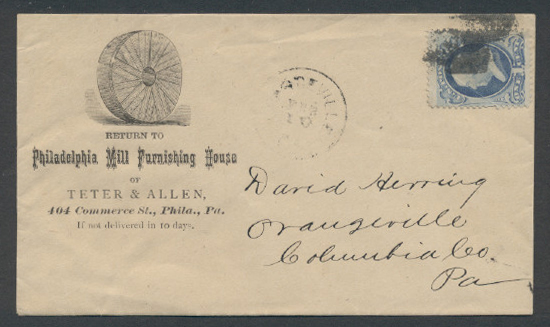 RETURN TO
Philadelphia Mill Furnishing House
OF
TETER & ALLEN,
404 Commerce St., Phila., Pa.
If not delivered in 10 days.
David Herring
Orangeville
Columbia Co.
Pa